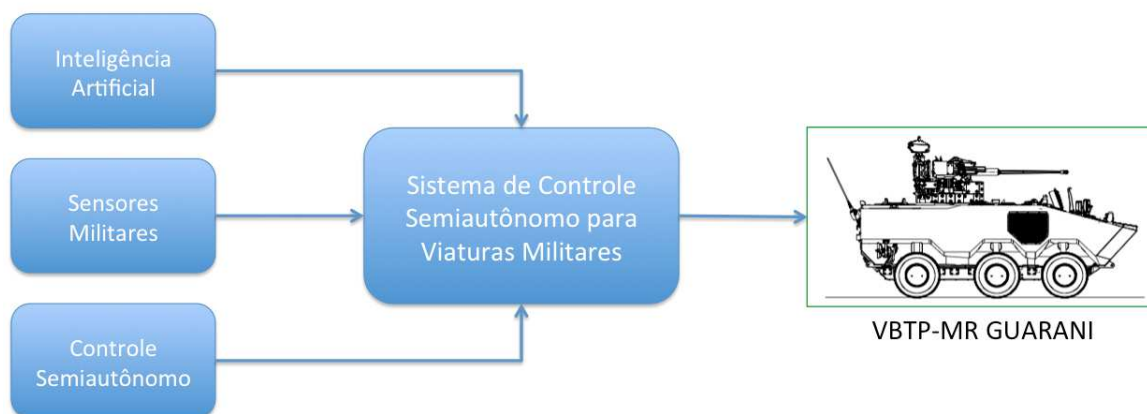 Inteligência
Artificial
Sensores
Militares
Controle
Semiautônomo
Sistema de Controle
Semiautônomo para
Viaturas Militares
VBTP-MR GUARANI